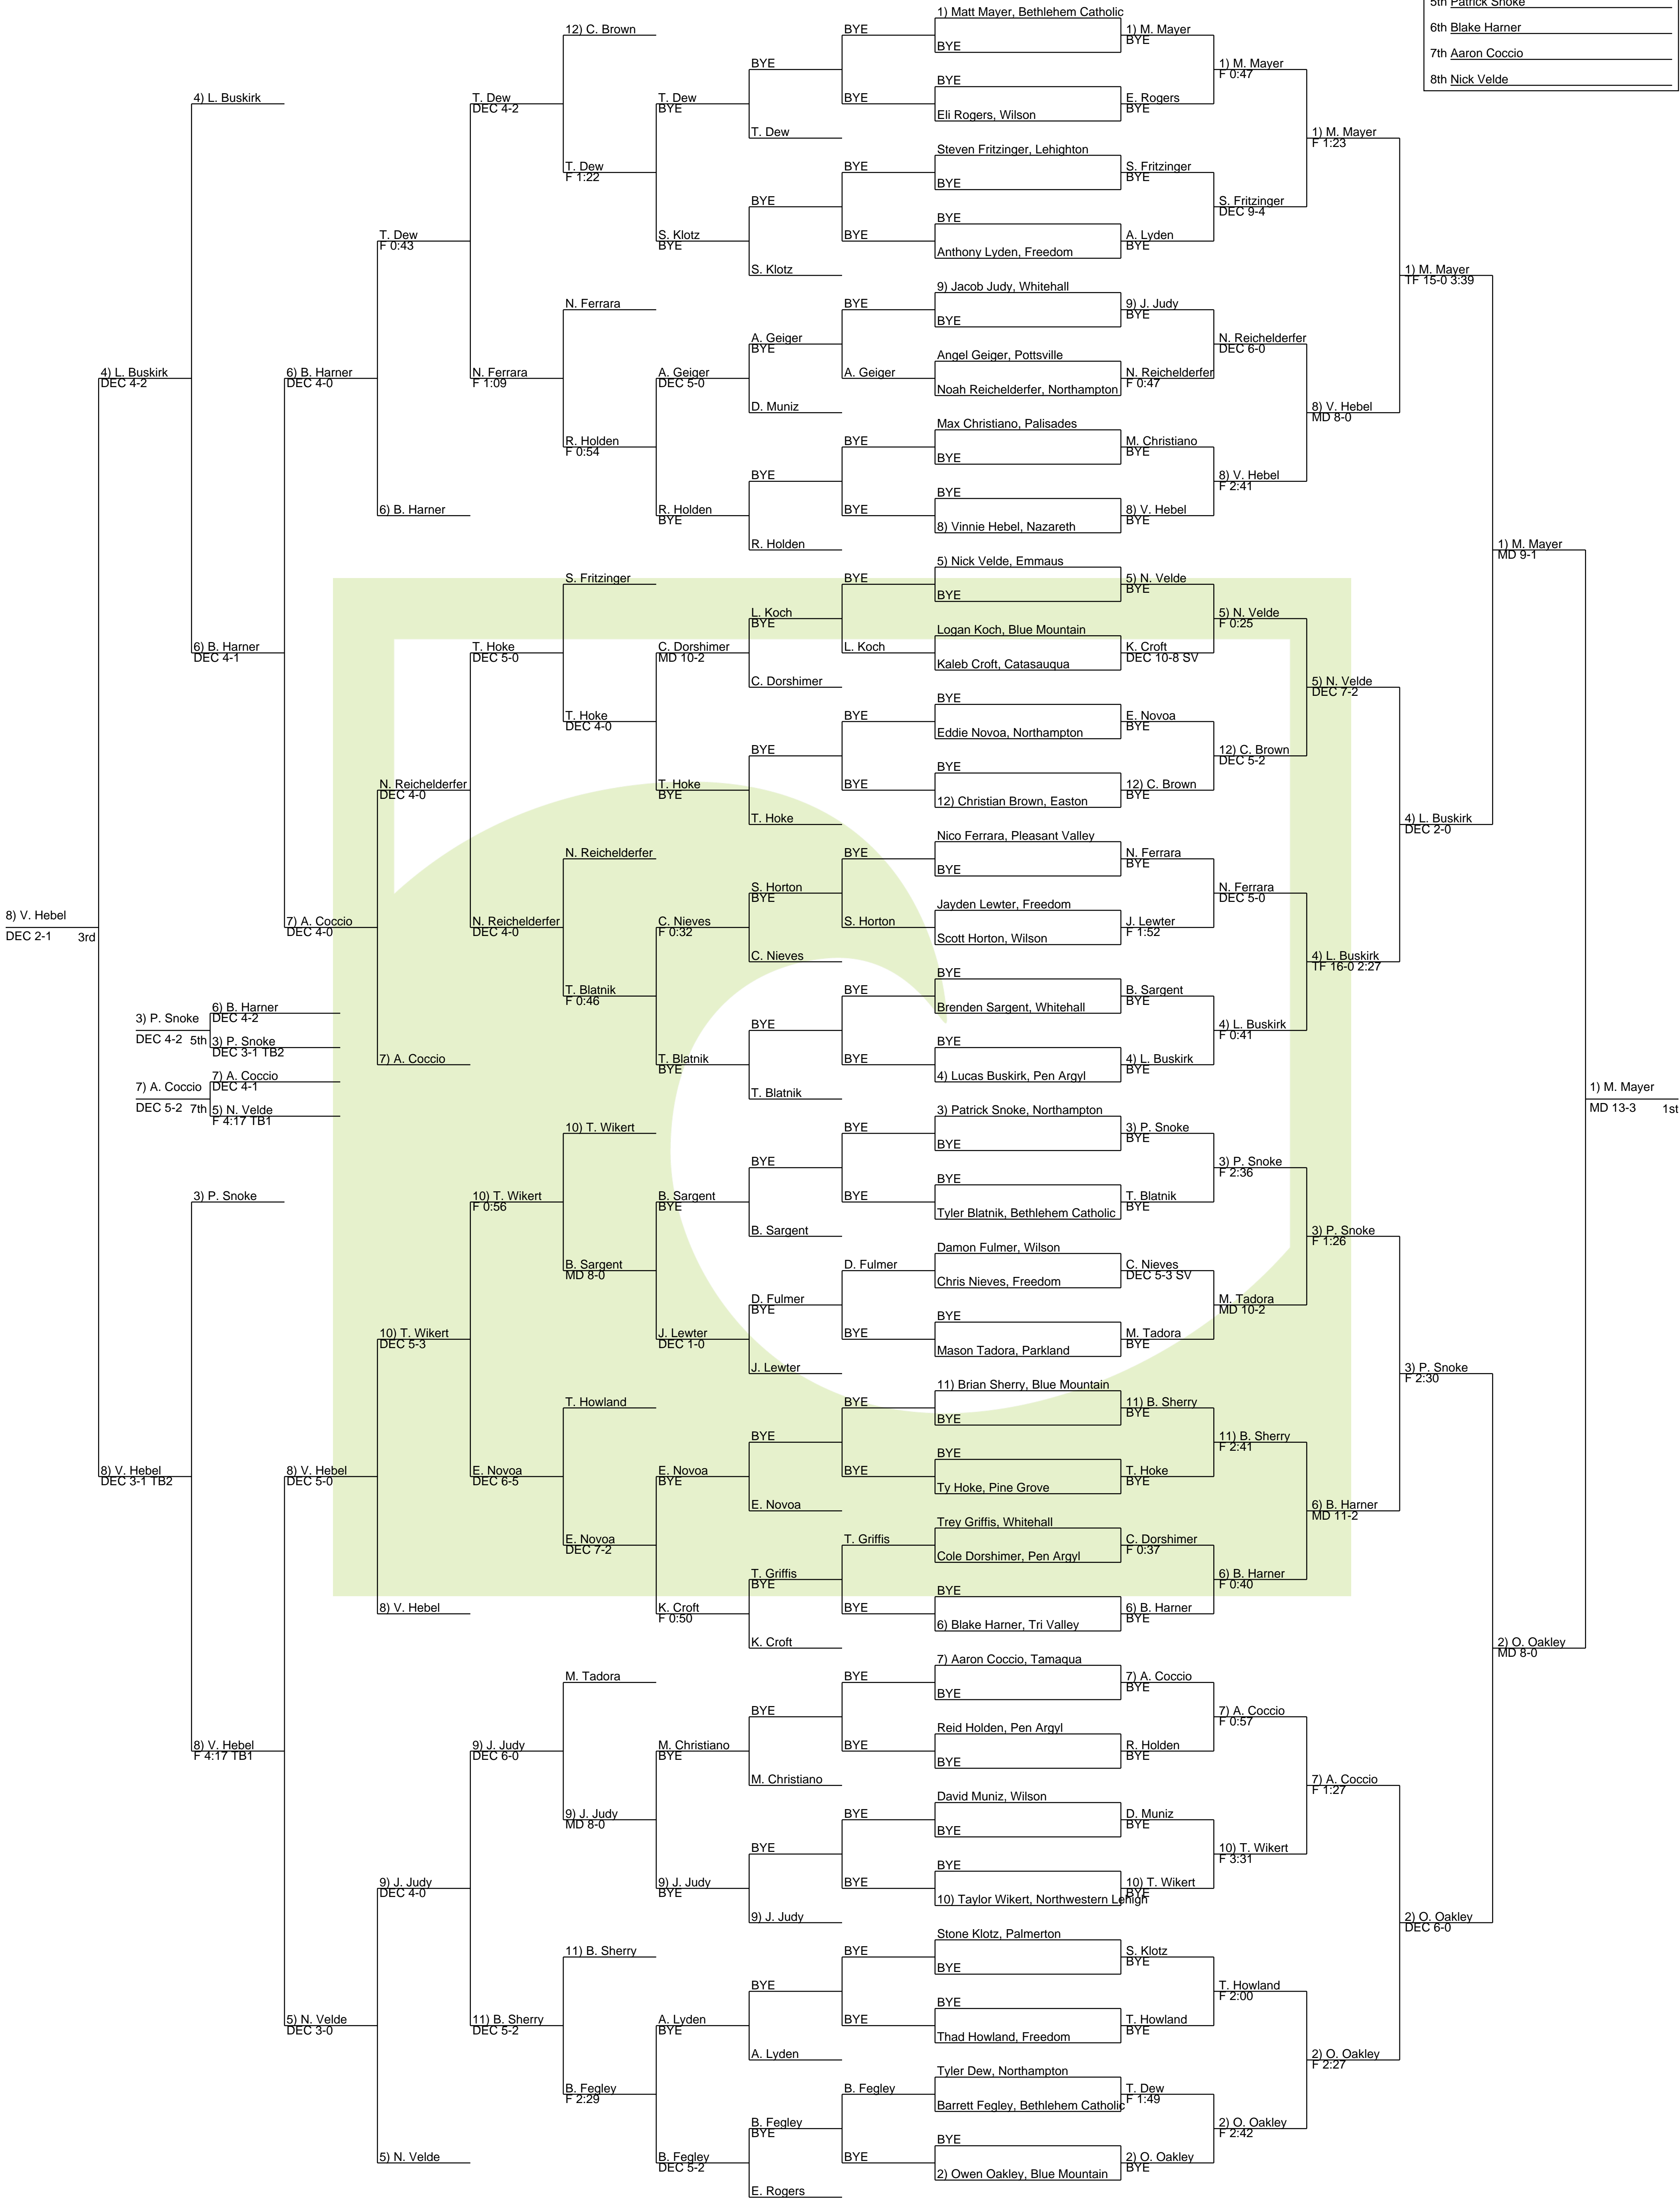 5th Patrick Snoke
6th Blake Harner
7th Aaron Coccio
8th Nick Velde
1) Matt Mayer, Bethlehem Catholic
BYE
BYE
Eli Rogers, Wilson
Steven Fritzinger, Lehighton
BYE
BYE
Anthony Lyden, Freedom
9) Jacob Judy, Whitehall
BYE
Angel Geiger, Pottsville
Noah Reichelderfer, Northampton
Max Christiano, Palisades
BYE
BYE
8) Vinnie Hebel, Nazareth
5) Nick Velde, Emmaus
BYE
Logan Koch, Blue Mountain
Kaleb Croft, Catasauqua
BYE
Eddie Novoa, Northampton
BYE
12) Christian Brown, Easton
Nico Ferrara, Pleasant Valley
BYE
Jayden Lewter, Freedom
Scott Horton, Wilson
BYE
Brenden Sargent, Whitehall
BYE
4) Lucas Buskirk, Pen Argyl
3) Patrick Snoke, Northampton
BYE
BYE
Tyler Blatnik, Bethlehem Catholic
Damon Fulmer, Wilson
Chris Nieves, Freedom
BYE
Mason Tadora, Parkland
11) Brian Sherry, Blue Mountain
BYE
BYE
Ty Hoke, Pine Grove
Trey Griffis, Whitehall
Cole Dorshimer, Pen Argyl
BYE
6) Blake Harner, Tri Valley
7) Aaron Coccio, Tamaqua
BYE
Reid Holden, Pen Argyl
BYE
David Muniz, Wilson
BYE
BYE
10) Taylor Wikert, Northwestern Lehigh
Stone Klotz, Palmerton
BYE
BYE
Thad Howland, Freedom
Tyler Dew, Northampton
Barrett Fegley, Bethlehem Catholic
BYE
2) Owen Oakley, Blue Mountain
1) M. Mayer
BYE
E. Rogers
BYE
S. Fritzinger
BYE
A. Lyden
BYE
9) J. Judy
BYE
N. Reichelderfer
F 0:47
M. Christiano
BYE
8) V. Hebel
BYE
5) N. Velde
BYE
K. Croft
DEC 10-8 SV
E. Novoa
BYE
12) C. Brown
BYE
N. Ferrara
BYE
J. Lewter
F 1:52
B. Sargent
BYE
4) L. Buskirk
BYE
3) P. Snoke
BYE
T. Blatnik
BYE
C. Nieves
DEC 5-3 SV
M. Tadora
BYE
11) B. Sherry
BYE
T. Hoke
BYE
C. Dorshimer
F 0:37
6) B. Harner
BYE
7) A. Coccio
BYE
R. Holden
BYE
D. Muniz
BYE
10) T. Wikert
BYE
S. Klotz
BYE
T. Howland
BYE
T. Dew
F 1:49
2) O. Oakley
BYE
1) M. Mayer
F 0:47
S. Fritzinger
DEC 9-4
N. Reichelderfer
DEC 6-0
8) V. Hebel
F 2:41
5) N. Velde
F 0:25
12) C. Brown
DEC 5-2
N. Ferrara
DEC 5-0
4) L. Buskirk
F 0:41
3) P. Snoke
F 2:36
M. Tadora
MD 10-2
11) B. Sherry
F 2:41
6) B. Harner
F 0:40
7) A. Coccio
F 0:57
10) T. Wikert
F 3:31
T. Howland
F 2:00
2) O. Oakley
F 2:42
1) M. Mayer
F 1:23
8) V. Hebel
MD 8-0
5) N. Velde
DEC 7-2
4) L. Buskirk
TF 16-0 2:27
3) P. Snoke
F 1:26
6) B. Harner
MD 11-2
7) A. Coccio
F 1:27
2) O. Oakley
F 2:27
1) M. Mayer
TF 15-0 3:39
4) L. Buskirk
DEC 2-0
3) P. Snoke
F 2:30
2) O. Oakley
DEC 6-0
1) M. Mayer
MD 9-1
2) O. Oakley
MD 8-0
1) M. Mayer
MD 13-3 1st
BYE
BYE
BYE
BYE
BYE
A. Geiger
BYE
BYE
BYE
L. Koch
BYE
BYE
BYE
S. Horton
BYE
BYE
BYE
BYE
D. Fulmer
BYE
BYE
BYE
T. Griffis
BYE
BYE
BYE
BYE
BYE
BYE
BYE
B. Fegley
BYE
BYE
T. Dew
BYE
S. Klotz
A. Geiger
BYE
D. Muniz
BYE
R. Holden
L. Koch
BYE
C. Dorshimer
BYE
T. Hoke
S. Horton
BYE
C. Nieves
BYE
T. Blatnik
BYE
B. Sargent
D. Fulmer
BYE
J. Lewter
BYE
E. Novoa
T. Griffis
BYE
K. Croft
BYE
M. Christiano
BYE
9) J. Judy
BYE
A. Lyden
B. Fegley
BYE
E. Rogers
T. Dew
BYE
S. Klotz
BYE
A. Geiger
DEC 5-0
R. Holden
BYE
C. Dorshimer
MD 10-2
T. Hoke
BYE
C. Nieves
F 0:32
T. Blatnik
BYE
B. Sargent
BYE
J. Lewter
DEC 1-0
E. Novoa
BYE
K. Croft
F 0:50
M. Christiano
BYE
9) J. Judy
BYE
A. Lyden
BYE
B. Fegley
DEC 5-2
12) C. Brown
T. Dew
F 1:22
N. Ferrara
R. Holden
F 0:54
S. Fritzinger
T. Hoke
DEC 4-0
N. Reichelderfer
T. Blatnik
F 0:46
10) T. Wikert
B. Sargent
MD 8-0
T. Howland
E. Novoa
DEC 7-2
M. Tadora
9) J. Judy
MD 8-0
11) B. Sherry
B. Fegley
F 2:29
T. Dew
DEC 4-2
N. Ferrara
F 1:09
T. Hoke
DEC 5-0
N. Reichelderfer
DEC 4-0
10) T. Wikert
F 0:56
E. Novoa
DEC 6-5
9) J. Judy
DEC 6-0
11) B. Sherry
DEC 5-2
T. Dew
F 0:43
6) B. Harner
N. Reichelderfer
DEC 4-0
7) A. Coccio
10) T. Wikert
DEC 5-3
8) V. Hebel
9) J. Judy
DEC 4-0
5) N. Velde
6) B. Harner
DEC 4-0
7) A. Coccio
DEC 4-0
8) V. Hebel
DEC 5-0
5) N. Velde
DEC 3-0
4) L. Buskirk
6) B. Harner
DEC 4-1
3) P. Snoke
8) V. Hebel
F 4:17 TB1
4) L. Buskirk
DEC 4-2
8) V. Hebel
DEC 3-1 TB2
8) V. Hebel
DEC 2-1 3rd
6) B. Harner
DEC 4-2
3) P. Snoke
DEC 4-2 5th
3) P. Snoke
DEC 3-1 TB2
7) A. Coccio
DEC 4-1
7) A. Coccio
DEC 5-2 7th
5) N. Velde
F 4:17 TB1